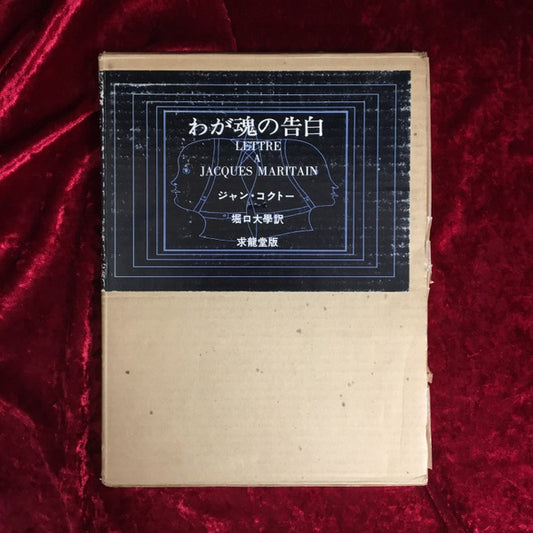 わが魂の告白
LETTRE
A
JACQUES MARITAIN
ジャン・コクトー
堀口大學訳
求龍堂版